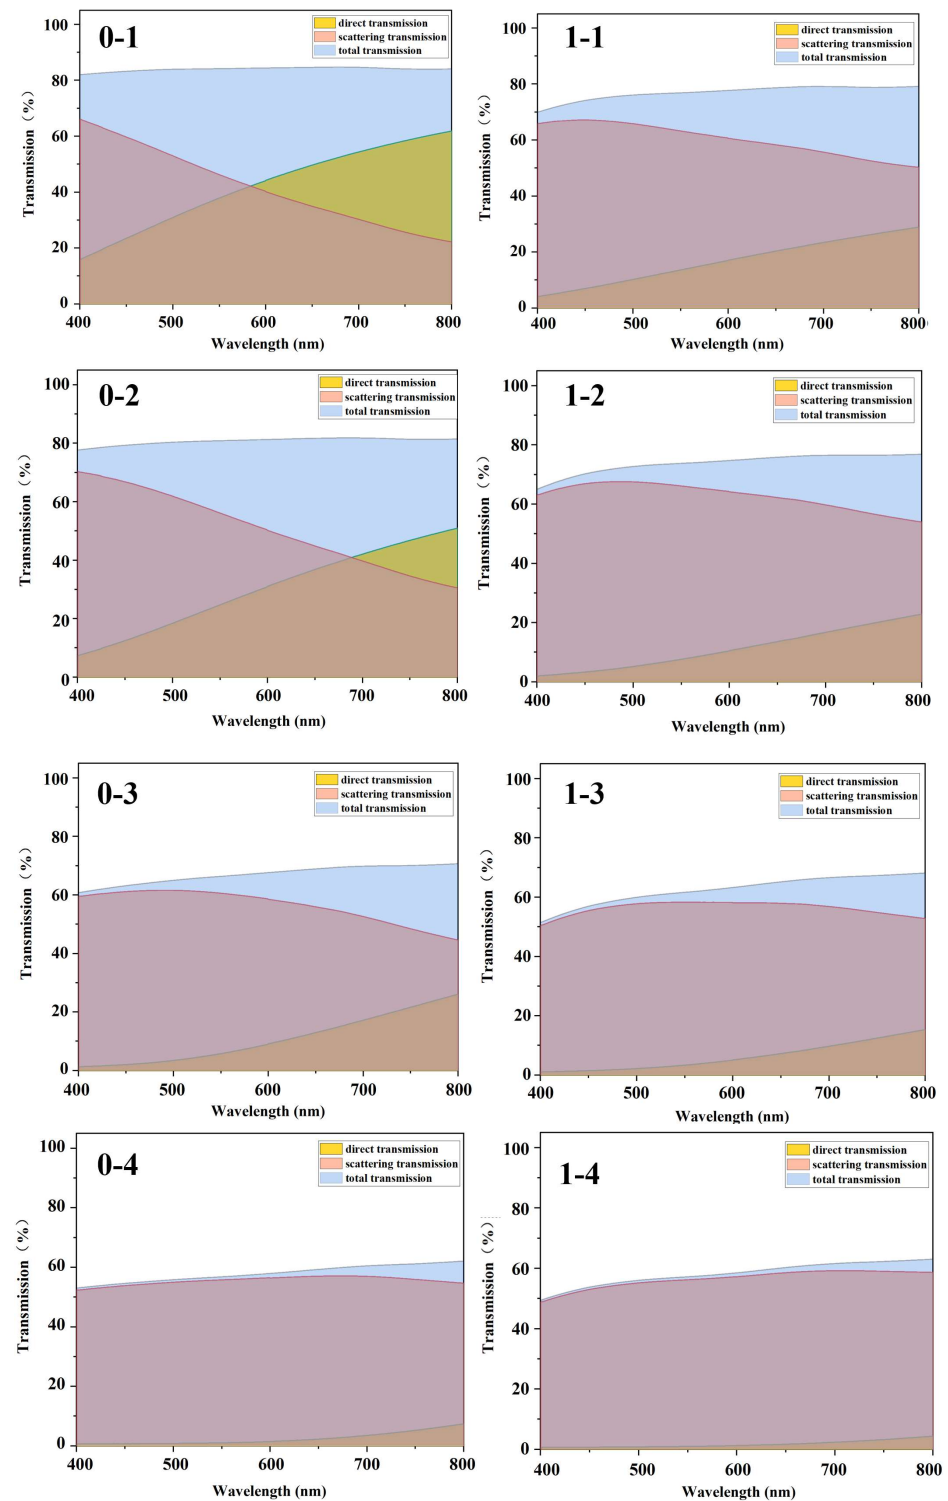 0-1
direct transmission
scattering transmission
total transmission
100
80
60
40
20
0
Transmission（%）
400 500 600 700 800
Wavelength (nm)
1-1
direct transmission
scattering transmission
total transmission
100
80
60
40
20
0
Transmission（%）
400 500 600 700 800
Wavelength (nm)
0-2
direct transmission
scattering transmission
total transmission
100
80
60
40
20
0
Transmission（%）
400 500 600 700 800
Wavelength (nm)
1-2
direct transmission
scattering transmission
total transmission
100
80
60
40
20
0
Transmission（%）
400 500 600 700 800
Wavelength (nm)
0-3
direct transmission
scattering transmission
total transmission
100
80
60
40
20
0
Transmission（%）
400 500 600 700 800
Wavelength (nm)
1-3
direct transmission
scattering transmission
total transmission
100
80
60
40
20
0
Transmission（%）
400 500 600 700 800
Wavelength (nm)
0-4
direct transmission
scattering transmission
total transmission
100
80
60
40
20
0
Transmission（%）
400 500 600 700 800
Wavelength (nm)
1-4
direct transmission
scattering transmission
total transmission
100
80
60
40
20
0
Transmission（%）
400 500 600 700 800
Wavelength (nm)